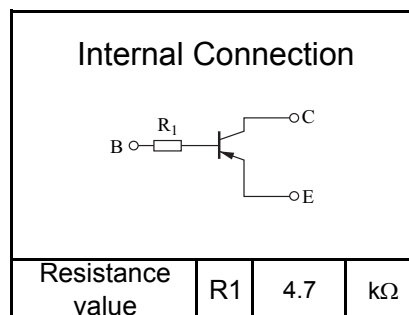 Internal Connection
C
R1
B
E
Resistance value R1 4.7 kΩ